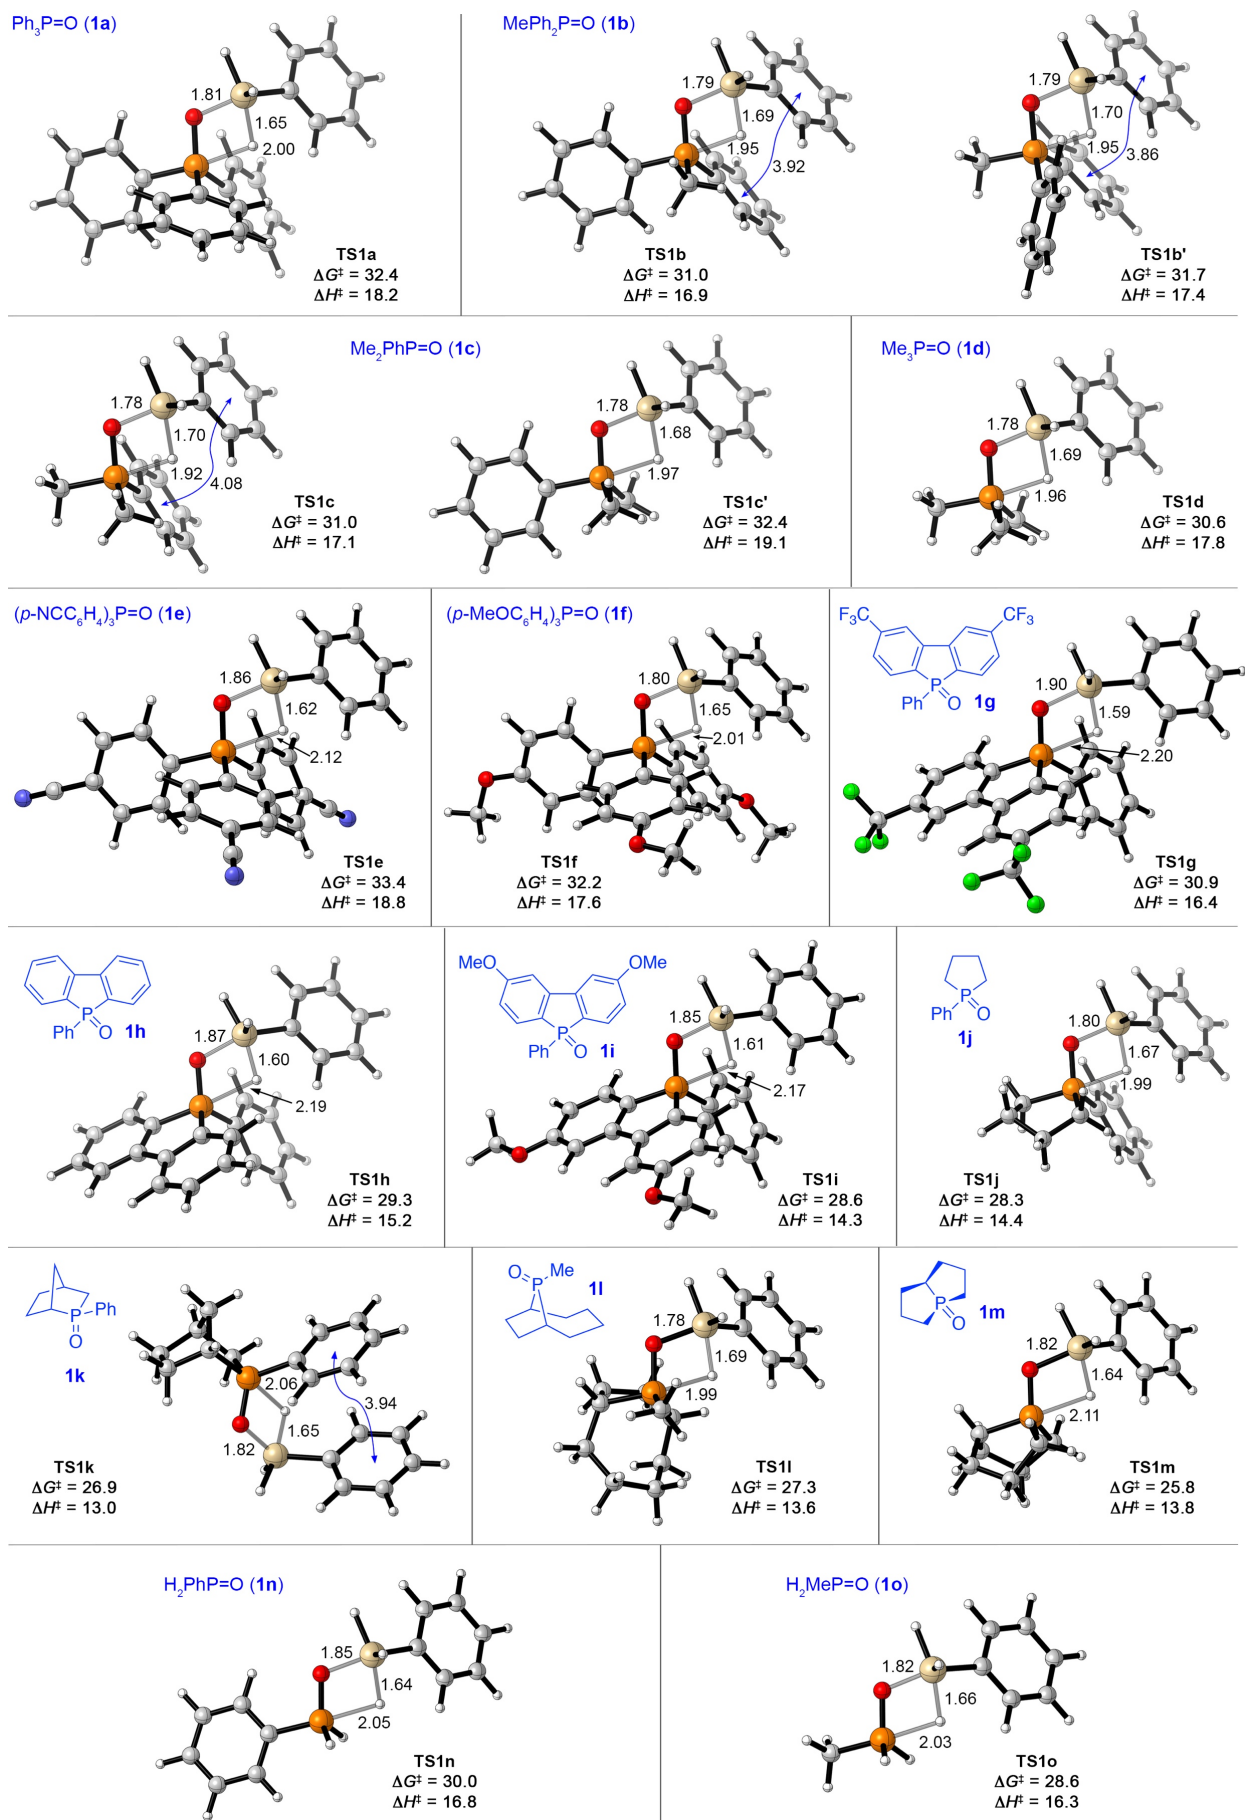 Ph₃P=O (1a)
1.81
1.65
2.00
TS1a
ΔG‡ = 32.4
ΔH‡ = 18.2
MePh₂P=O (1b)
1.79
1.69
1.95
3.92
TS1b
ΔG‡ = 31.0
ΔH‡ = 16.9
1.79
1.70
1.95
3.86
TS1b'
ΔG‡ = 31.7
ΔH‡ = 17.4
Me₂PhP=O (1c)
1.78
1.70
1.92
4.08
TS1c
ΔG‡ = 31.0
ΔH‡ = 17.1
1.78
1.68
1.97
TS1c'
ΔG‡ = 32.4
ΔH‡ = 19.1
Me₃P=O (1d)
1.78
1.69
1.96
TS1d
ΔG‡ = 30.6
ΔH‡ = 17.8
(p-NCC₆H₄)₃P=O (1e)
1.86
1.62
2.12
TS1e
ΔG‡ = 33.4
ΔH‡ = 18.8
(p-MeOC₆H₄)₃P=O (1f)
1.80
1.65
2.01
TS1f
ΔG‡ = 32.2
ΔH‡ = 17.6
F₃C
CF₃
P
Ph
O
1g
1.90
1.59
2.20
TS1g
ΔG‡ = 30.9
ΔH‡ = 16.4
P
Ph
O
1h
1.87
1.60
2.19
TS1h
ΔG‡ = 29.3
ΔH‡ = 15.2
MeO
OMe
P
Ph
O
1i
1.85
1.61
2.17
TS1i
ΔG‡ = 28.6
ΔH‡ = 14.3
P
Ph
O
1j
1.80
1.67
1.99
TS1j
ΔG‡ = 28.3
ΔH‡ = 14.4
P
Ph
O
1k
2.06
1.65
1.82
3.94
TS1k
ΔG‡ = 26.9
ΔH‡ = 13.0
O
P
Me
1l
1.78
1.69
1.99
TS1l
ΔG‡ = 27.3
ΔH‡ = 13.6
P
O
1m
1.82
1.64
2.11
TS1m
ΔG‡ = 25.8
ΔH‡ = 13.8
H₂PhP=O (1n)
1.85
1.64
2.05
TS1n
ΔG‡ = 30.0
ΔH‡ = 16.8
H₂MeP=O (1o)
1.82
1.66
2.03
TS1o
ΔG‡ = 28.6
ΔH‡ = 16.3